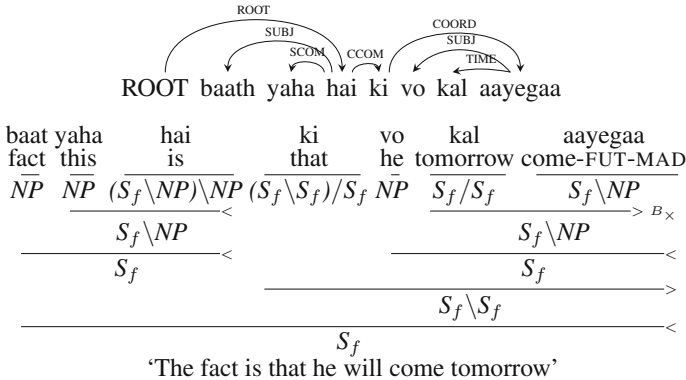 ROOT
COORD
SUBJ
SUBJ
SCOM
CCOM
TIME
ROOT baath yaha hai ki vo kal aayegaa
baat yaha hai ki vo kal aayegaa
fact this is that he tomorrow come-FUT-MAD
NP NP (S_f\NP)\NP (S_f\S_f)/S_f NP S_f/S_f S_f\NP
< > B_×
S_f\NP S_f\NP
< <
S_f S_f
>
S_f\S_f
<
S_f
‘The fact is that he will come tomorrow’